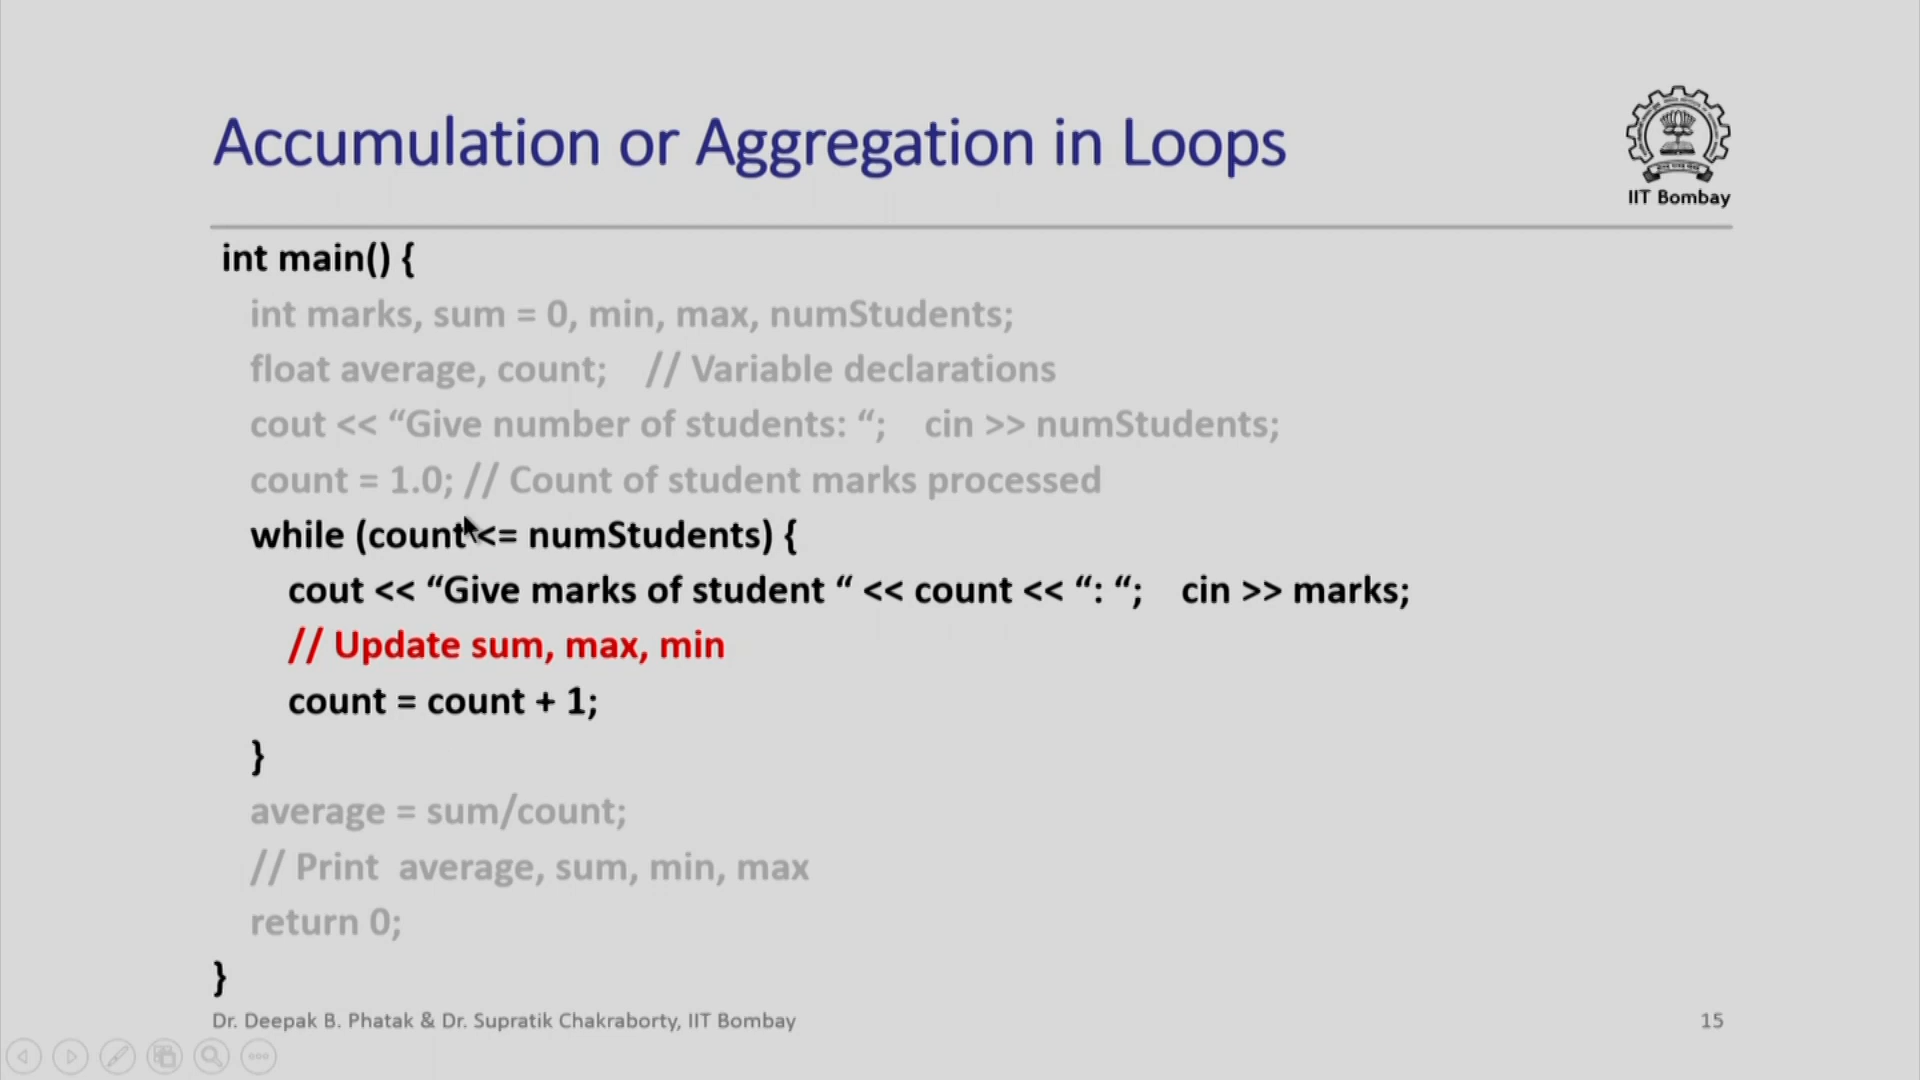 Accumulation or Aggregation in Loops
IIT Bombay
int main() {
int marks, sum = 0, min, max, numStudents;
float average, count; // Variable declarations
cout << “Give number of students: “; cin >> numStudents;
count = 1.0; // Count of student marks processed
while (count <= numStudents) {
cout << “Give marks of student “ << count << “: “; cin >> marks;
// Update sum, max, min
count = count + 1;
}
average = sum/count;
// Print average, sum, min, max
return 0;
}
Dr. Deepak B. Phatak & Dr. Supratik Chakraborty, IIT Bombay
15